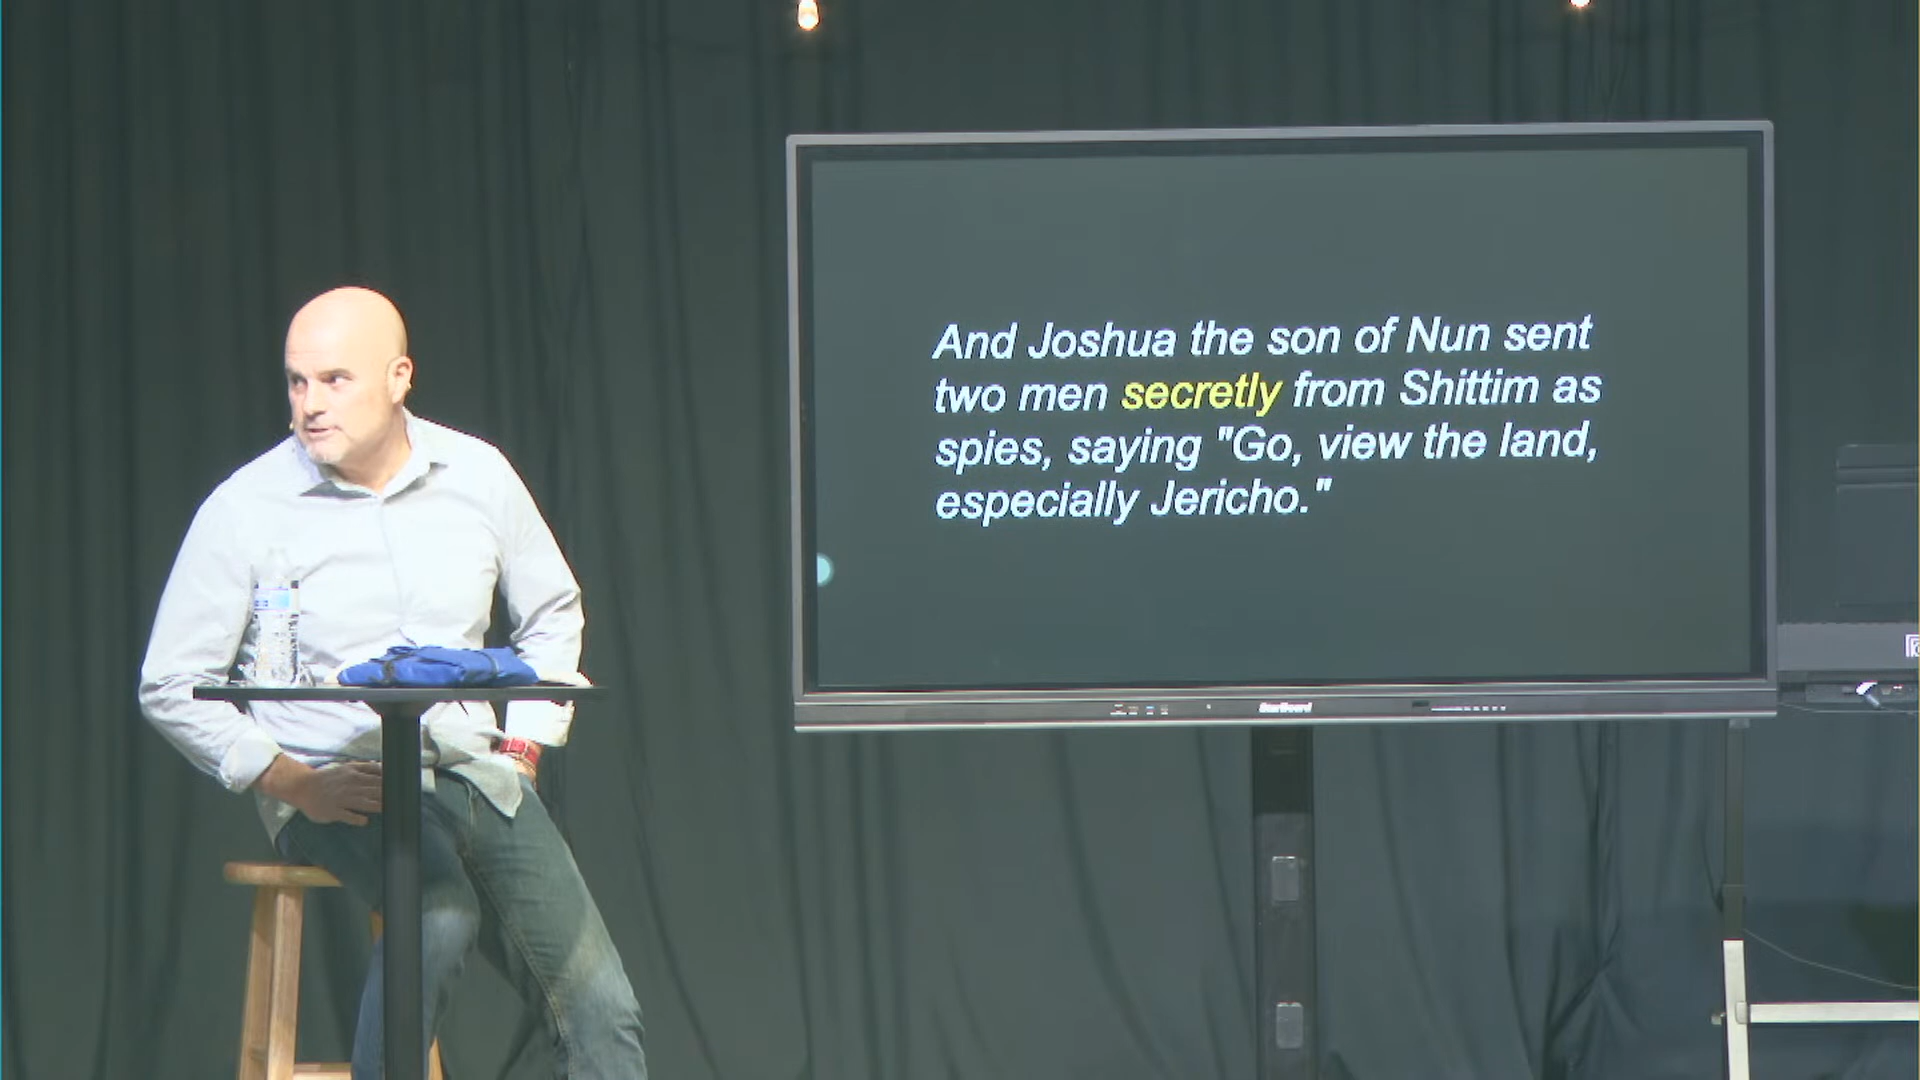 And Joshua the son of Nun sent
two men secretly from Shittim as
spies, saying "Go, view the land,
especially Jericho."
StarBoard